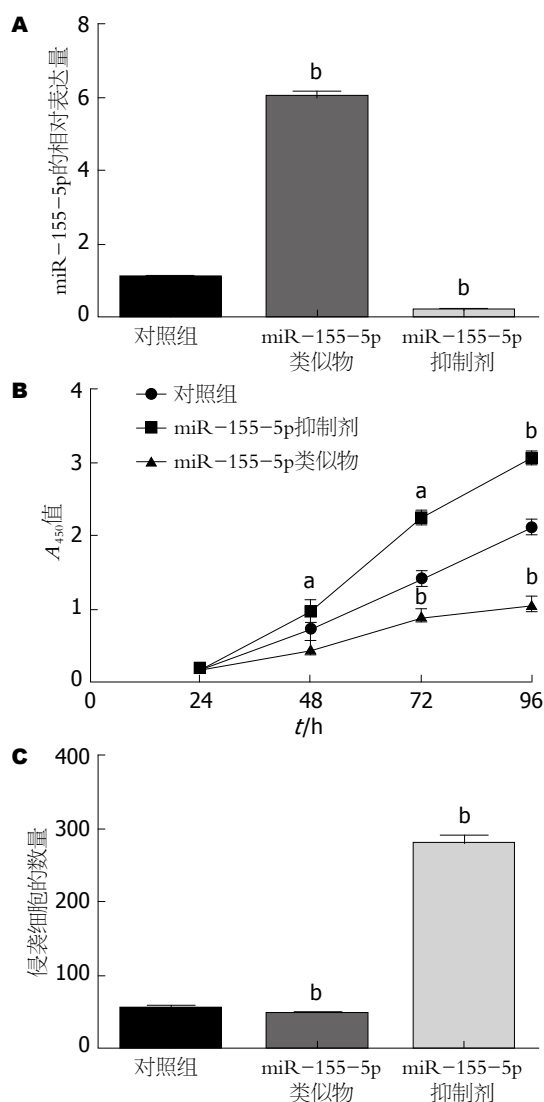 A
miR-155-5p的相对表达量
8
6
4
2
0
b
b
对照组
miR-155-5p
类似物
miR-155-5p
抑制剂
B
对照组
miR-155-5p抑制剂
miR-155-5p类似物
A450值
4
3
2
1
0
a
a
b
b
b
0
24
48
72
96
t/h
C
侵袭细胞的数量
400
300
200
100
0
b
b
对照组
miR-155-5p
类似物
miR-155-5p
抑制剂